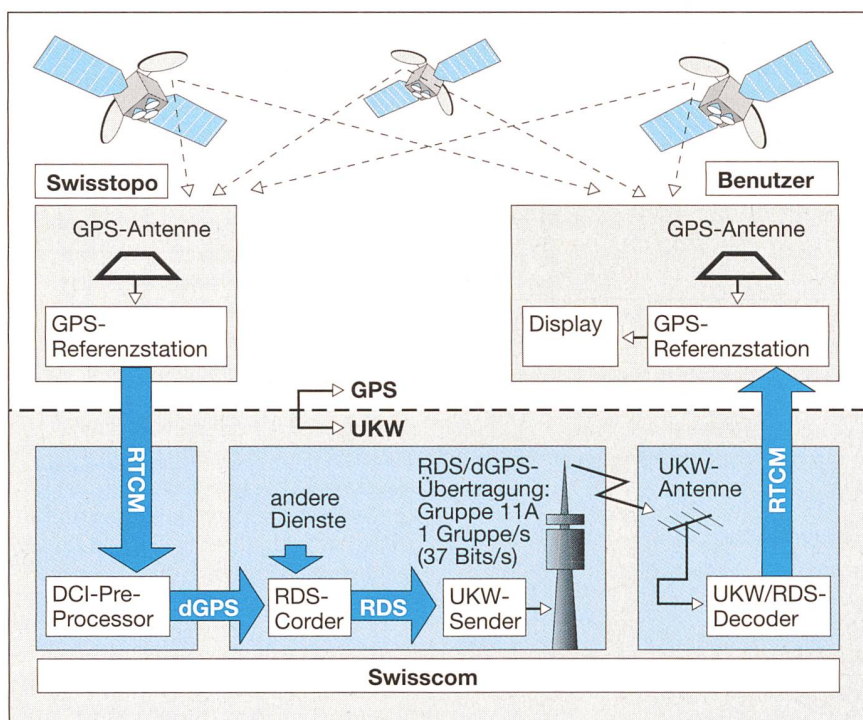 Swisstopo
Benutzer
GPS-Antenne
GPS-
Referenzstation
GPS-Antenne
Display
GPS-
Referenzstation
GPS
UKW
RTCM
DCI-Pre-
Processor
dGPS
andere
Dienste
RDS-
Corder
RDS
RDS/dGPS-
Übertragung:
Gruppe 11A
1 Gruppe/s
(37 Bits/s)
UKW-
Sender
UKW-
Antenne
RTCM
UKW/RDS-
Decoder
Swisscom